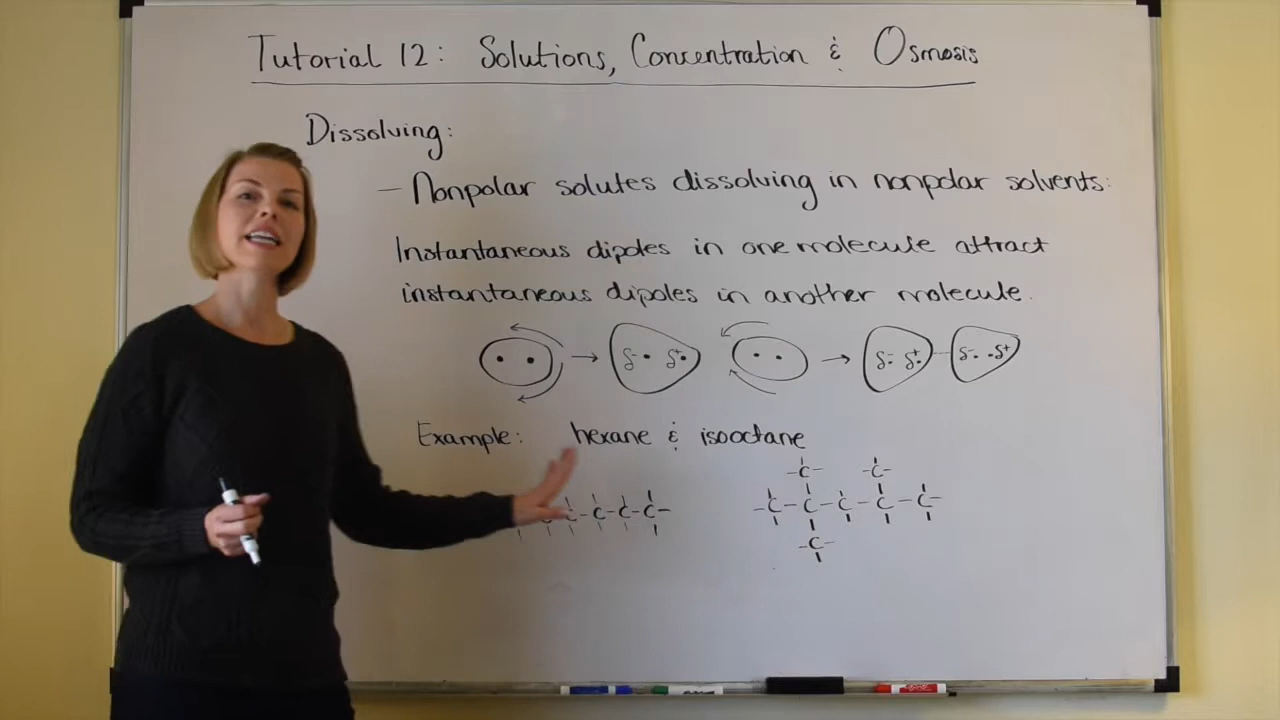 Tutorial 12: Solutions, Concentration & Osmosis
Dissolving:
- Nonpolar solutes dissolving in nonpolar solvents:
Instantaneous dipoles in one molecule attract
instantaneous dipoles in another molecule.
δ- δ+ δ- δ+ δ- δ+
Example: hexane & isooctane
-C- -C-
C-C-C-C- -C-C-C-C-C-
-C-